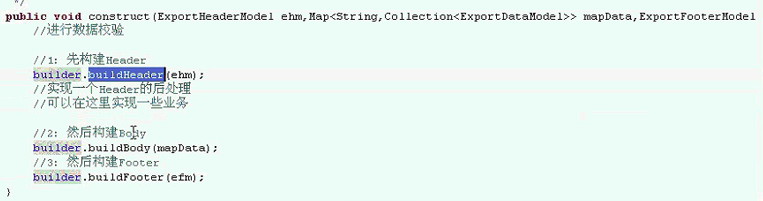 */
public void construct(ExportHeaderModel ehm,Map<String,Collection<ExportDataModel>> mapData,ExportFooterModel
//进行数据校验
//1: 先构建Header
builder.buildHeader(ehm);
//实现一个Header的后处理
//可以在这里实现一些业务
//2: 然后构建Body
builder.buildBody(mapData);
//3: 然后构建Footer
builder.buildFooter(efm);
}